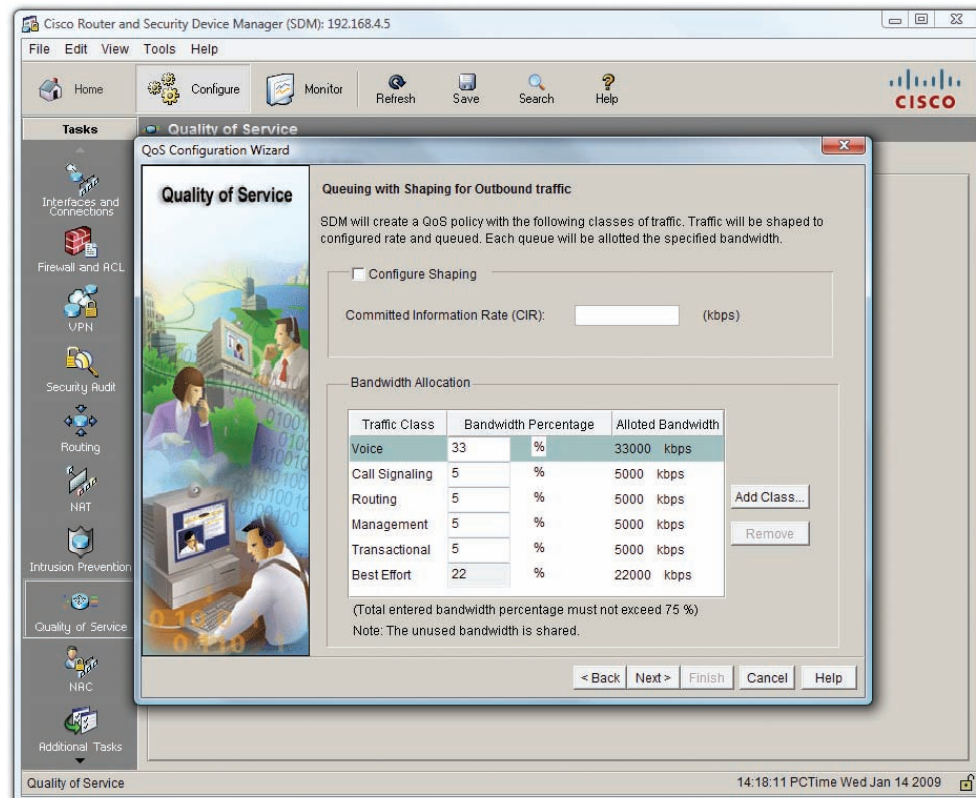 Cisco Router and Security Device Manager (SDM): 192.168.4.5
File Edit View Tools Help
Home Configure Monitor Refresh Save Search Help
CISCO
Tasks
Quality of Service
QoS Configuration Wizard
Interfaces and
Connections
Firewall and ACL
VPN
Security Audit
Routing
NAT
Intrusion Prevention
Quality of Service
NAC
Additional Tasks
Quality of Service
Queuing with Shaping for Outbound traffic
SDM will create a QoS policy with the following classes of traffic. Traffic will be shaped to
configured rate and queued. Each queue will be allotted the specified bandwidth.
Configure Shaping
Committed Information Rate (CIR): (kbps)
Bandwidth Allocation
Traffic Class Bandwidth Percentage Alloted Bandwidth
Voice 33 % 33000 kbps
Call Signaling 5 % 5000 kbps
Routing 5 % 5000 kbps
Management 5 % 5000 kbps
Transactional 5 % 5000 kbps
Best Effort 22 % 22000 kbps
Add Class...
Remove
(Total entered bandwidth percentage must not exceed 75 %)
Note: The unused bandwidth is shared.
< Back Next > Finish Cancel Help
Quality of Service 14:18:11 PCTime Wed Jan 14 2009